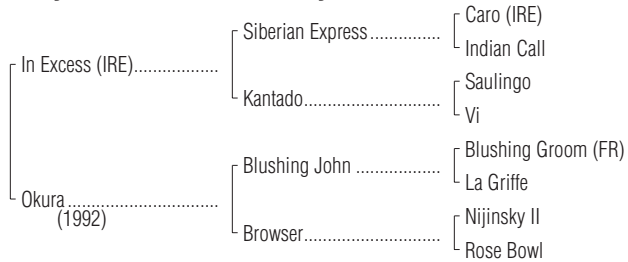 Caro (IRE)
Siberian Express...............
Indian Call
In Excess (IRE)..................
Saulingo
Kantado.............................
Vi
Blushing Groom (FR)
Blushing John ..................
La Griffe
Okura................................
(1992)
Nijinsky II
Browser.............................
Rose Bowl